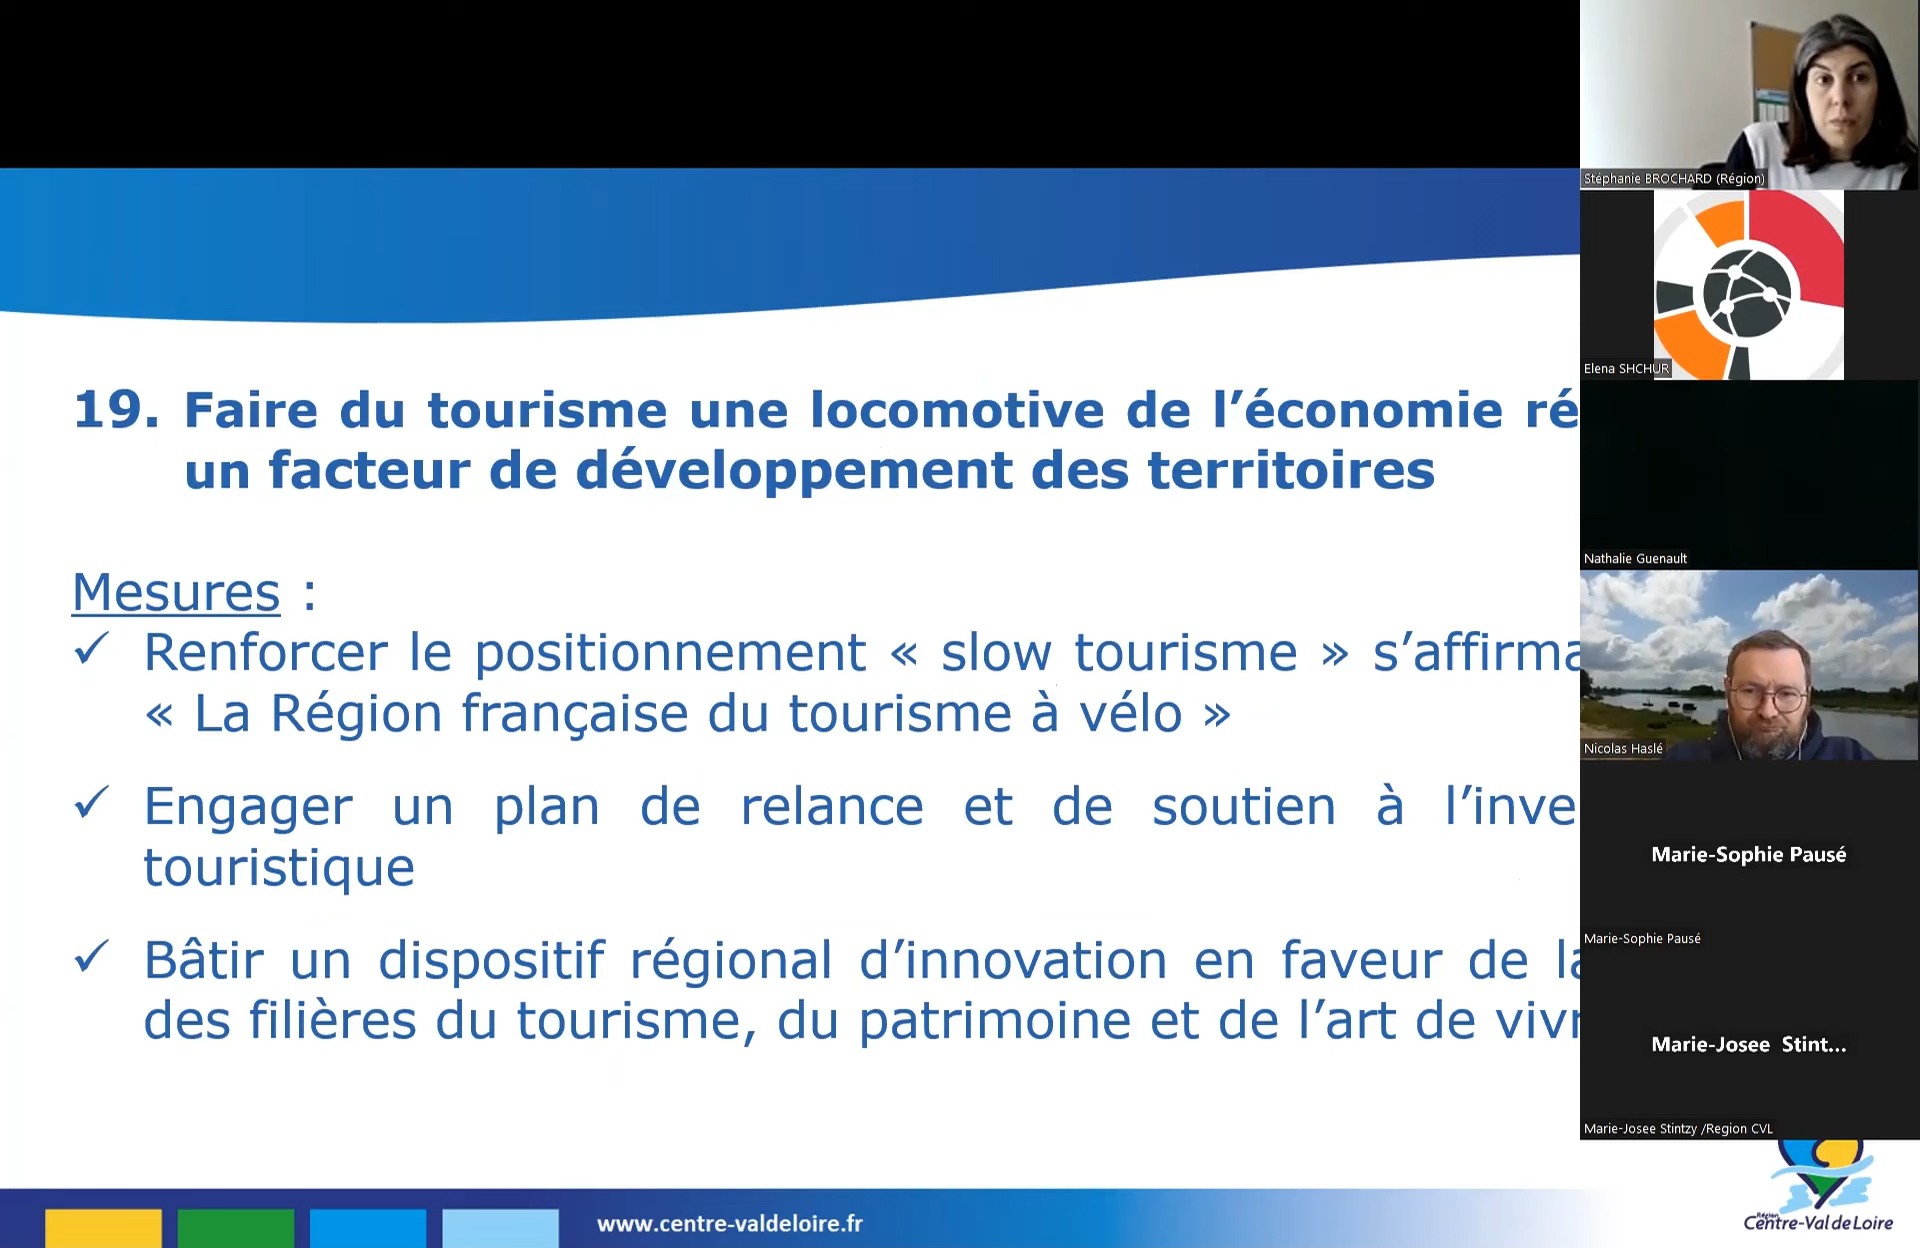 19. Faire du tourisme une locomotive de l’économie ré
un facteur de développement des territoires
Mesures :
✓ Renforcer le positionnement « slow tourisme » s’affirma
« La Région française du tourisme à vélo »
✓ Engager un plan de relance et de soutien à l’inve
touristique
✓ Bâtir un dispositif régional d’innovation en faveur de la
des filières du tourisme, du patrimoine et de l’art de viv
www.centre-valdeloire.fr
Stéphanie BROCHARD (Région)
Elena SHCHUR
Nathalie Guenault
Nicolas Haslé
Marie-Sophie Pausé
Marie-Sophie Pausé
Marie-Josee Stint...
Marie-Josee Stintzy /Region CVL
Région
Centre-Val de Loire